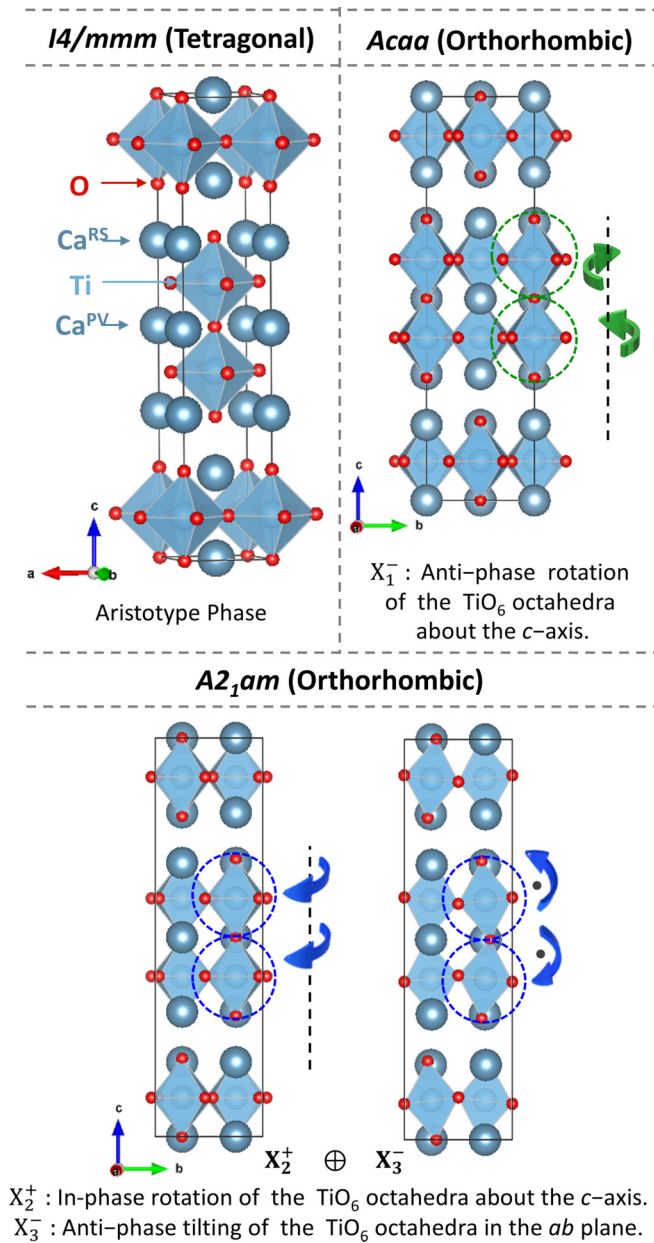 I4/mmm (Tetragonal)
Acaa (Orthorhombic)
O
Ca^RS
Ti
Ca^PV
c
a
b
Aristotype Phase
c
a
b
X₁⁻ : Anti−phase rotation
of the TiO₆ octahedra
about the c−axis.
A2₁am (Orthorhombic)
c
a
b
c
a
b
X₂⁺ ⊕ X₃⁻
X₂⁺ : In-phase rotation of the TiO₆ octahedra about the c−axis.
X₃⁻ : Anti−phase tilting of the TiO₆ octahedra in the ab plane.